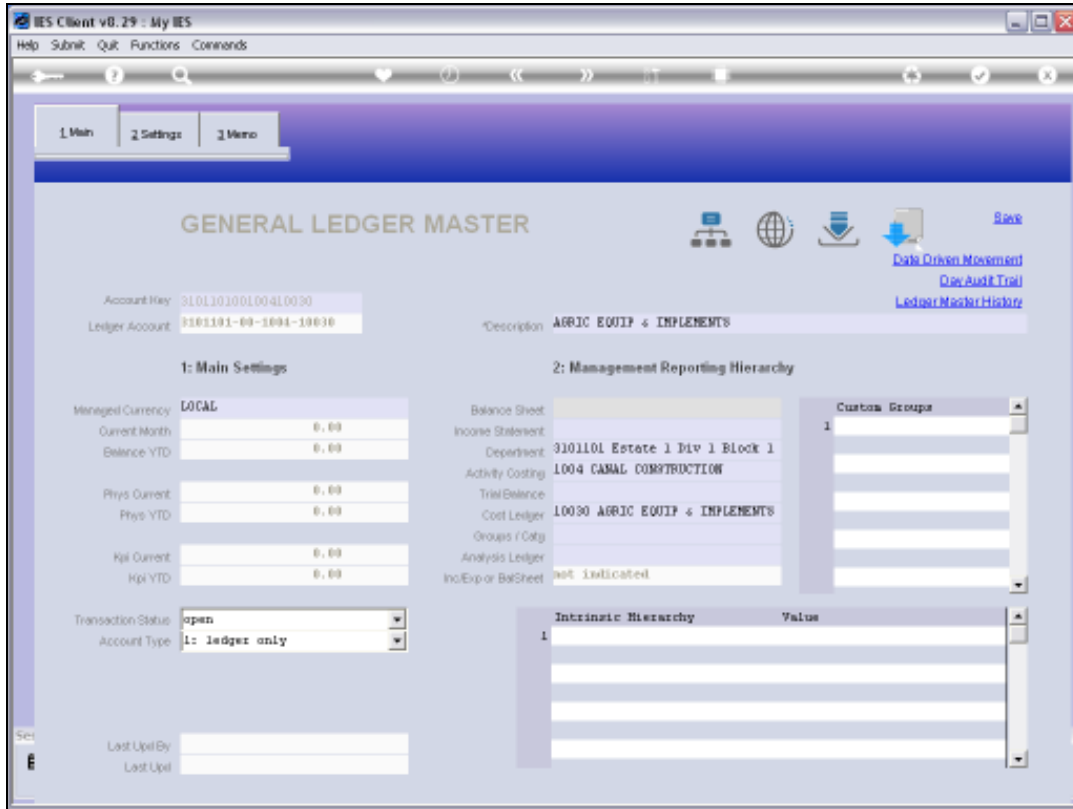 IES Client v8.29 : My IES
Help Submit Quit Functions Commands
1 Main
2 Settings
3 Memo
GENERAL LEDGER MASTER
Save
Date Driven Movement
Day Audit Trail
Ledger Master History
Account Key 310110100100410030
Ledger Account 3101101-00-1004-10030
*Description AGRIC EQUIP & IMPLEMENTS
1: Main Settings
2: Management Reporting Hierarchy
Managed Currency LOCAL
Current Month 0.00
Balance YTD 0.00
Phys Current 0.00
Phys YTD 0.00
Kpi Current 0.00
Kpi YTD 0.00
Transaction Status open
Account Type 1: ledger only
Last Upd By
Last Upd
Balance Sheet
Income Statement
Department 3101101 Estate 1 Div 1 Block 1
Activity Costing 1004 CANAL CONSTRUCTION
Trial Balance
Cost Ledger 10030 AGRIC EQUIP & IMPLEMENTS
Groups / Catg
Analysis Ledger
Inc/Exp or BalSheet not indicated
Custom Groups
1
Intrinsic Hierarchy Value
1